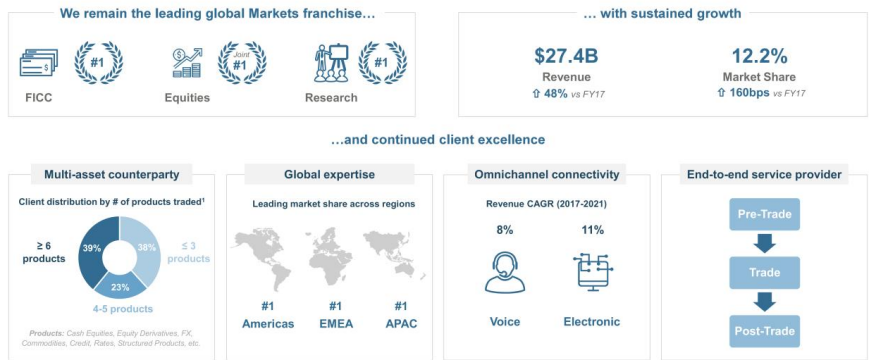 We remain the leading global Markets franchise…
#1
Joint
#1
#1
FICC
Equities
Research
… with sustained growth
$27.4B
Revenue
⇧ 48% vs FY17
12.2%
Market Share
⇧ 160bps vs FY17
…and continued client excellence
Multi-asset counterparty
Client distribution by # of products traded¹
≥ 6
products
39%
38%
≤ 3
products
23%
4-5 products
Products: Cash Equities, Equity Derivatives, FX,
Commodities, Credit, Rates, Structured Products, etc.
Global expertise
Leading market share across regions
#1
Americas
#1
EMEA
#1
APAC
Omnichannel connectivity
Revenue CAGR (2017-2021)
8%
11%
Voice
Electronic
End-to-end service provider
Pre-Trade
Trade
Post-Trade